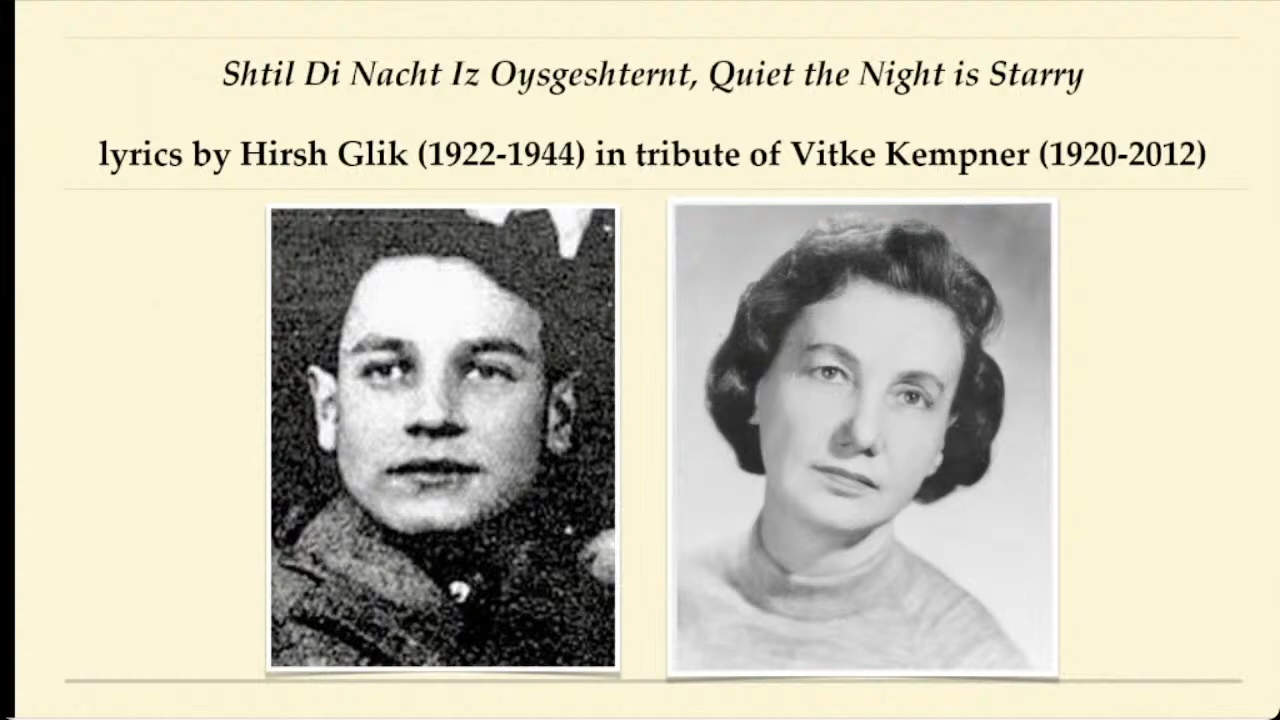 Shtil Di Nacht Iz Oysgeshternt, Quiet the Night is Starry
lyrics by Hirsh Glik (1922-1944) in tribute of Vitke Kempner (1920-2012)